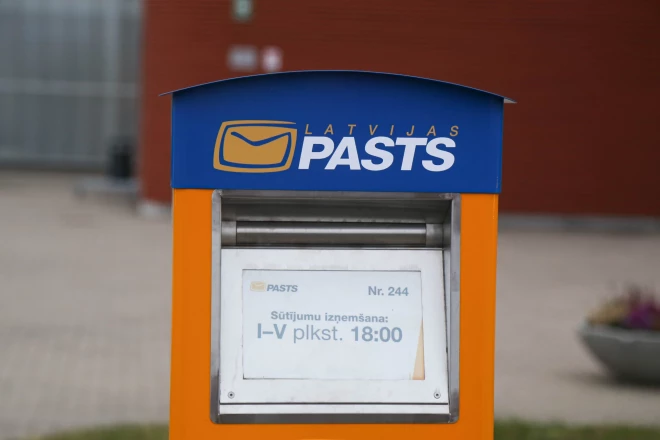 LATVIJAS
PASTS
PASTS Nr. 244
Sūtījumu izņemšana:
I–V plkst. 18:00